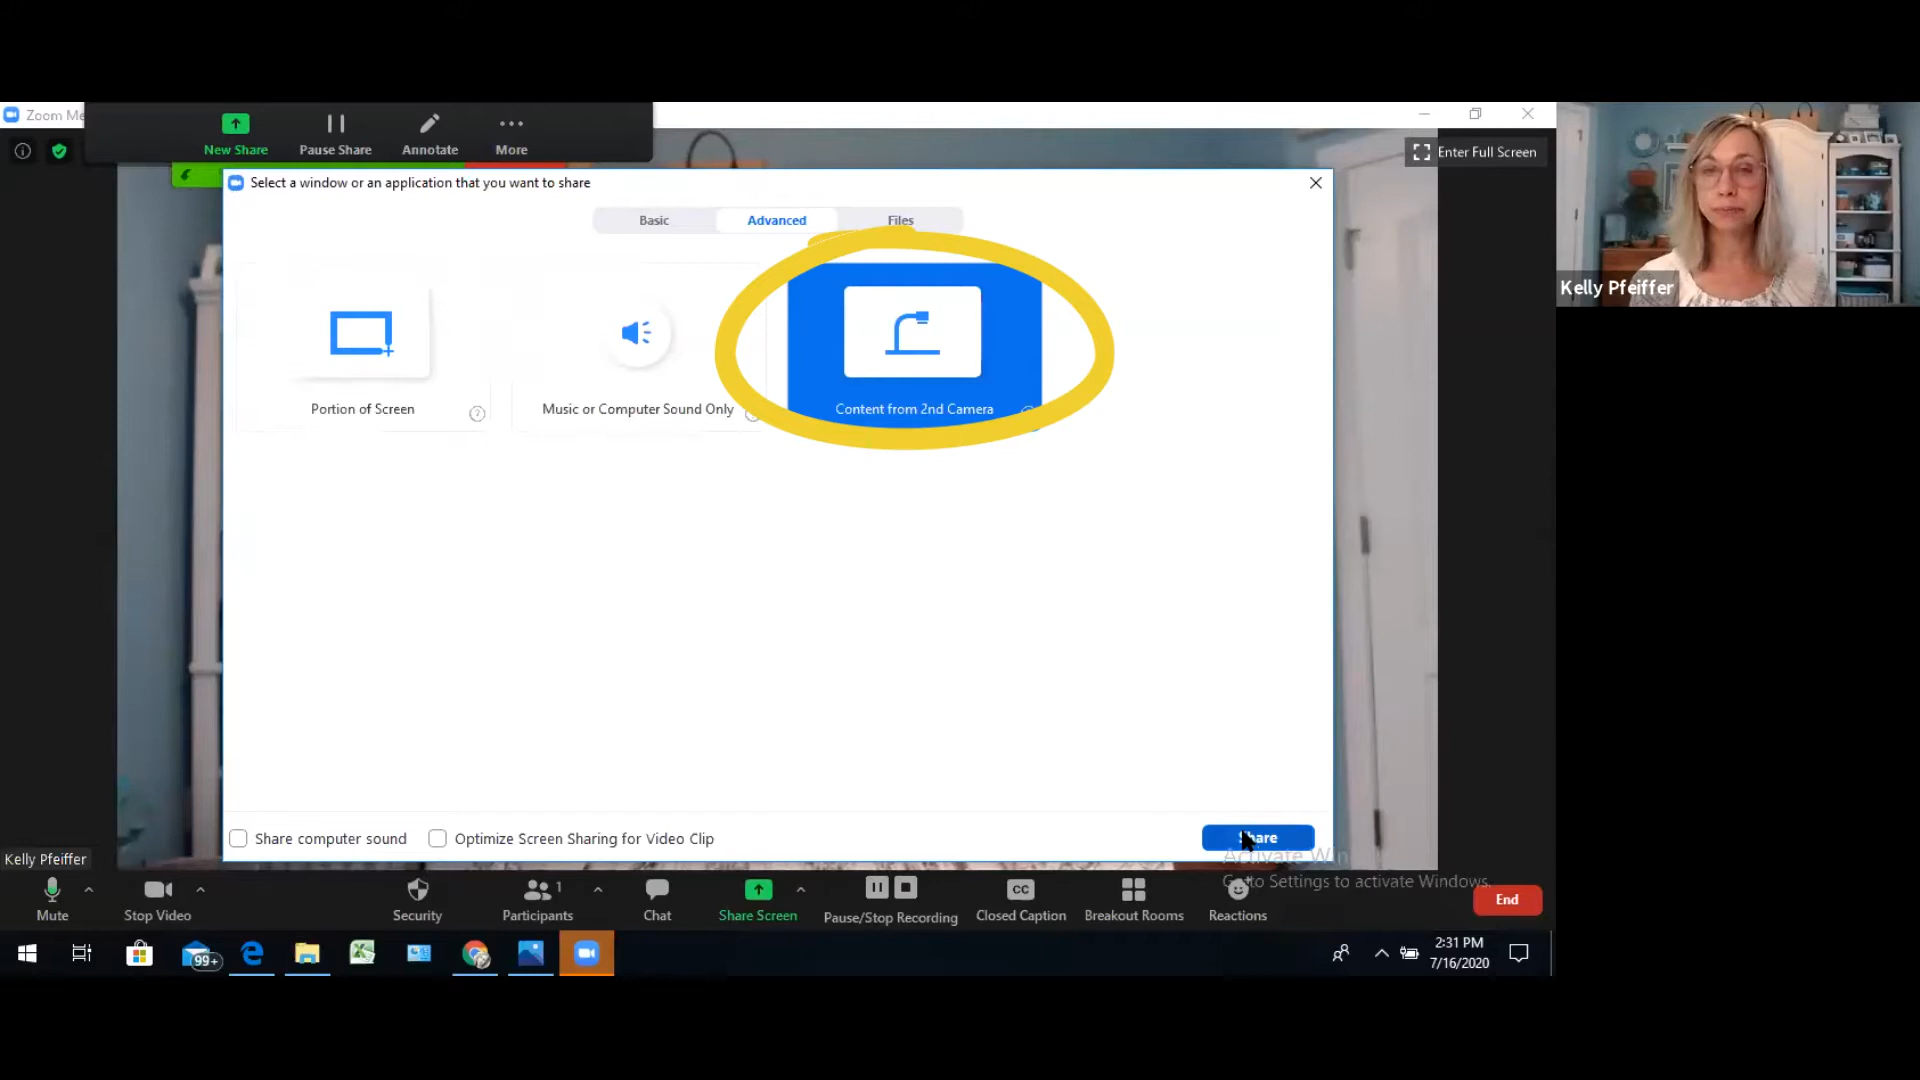 Zoom Me
New Share
Pause Share
Annotate
More
Enter Full Screen
Select a window or an application that you want to share
Basic
Advanced
Files
Kelly Pfeiffer
Portion of Screen
?
Music or Computer Sound Only
Content from 2nd Camera
Share computer sound
Optimize Screen Sharing for Video Clip
Share
Activate Win
Go to Settings to activate Windows.
Kelly Pfeiffer
Mute
Stop Video
Security
1
Participants
Chat
Share Screen
Pause/Stop Recording
CC
Closed Caption
Breakout Rooms
Reactions
End
99+
2:31 PM
7/16/2020